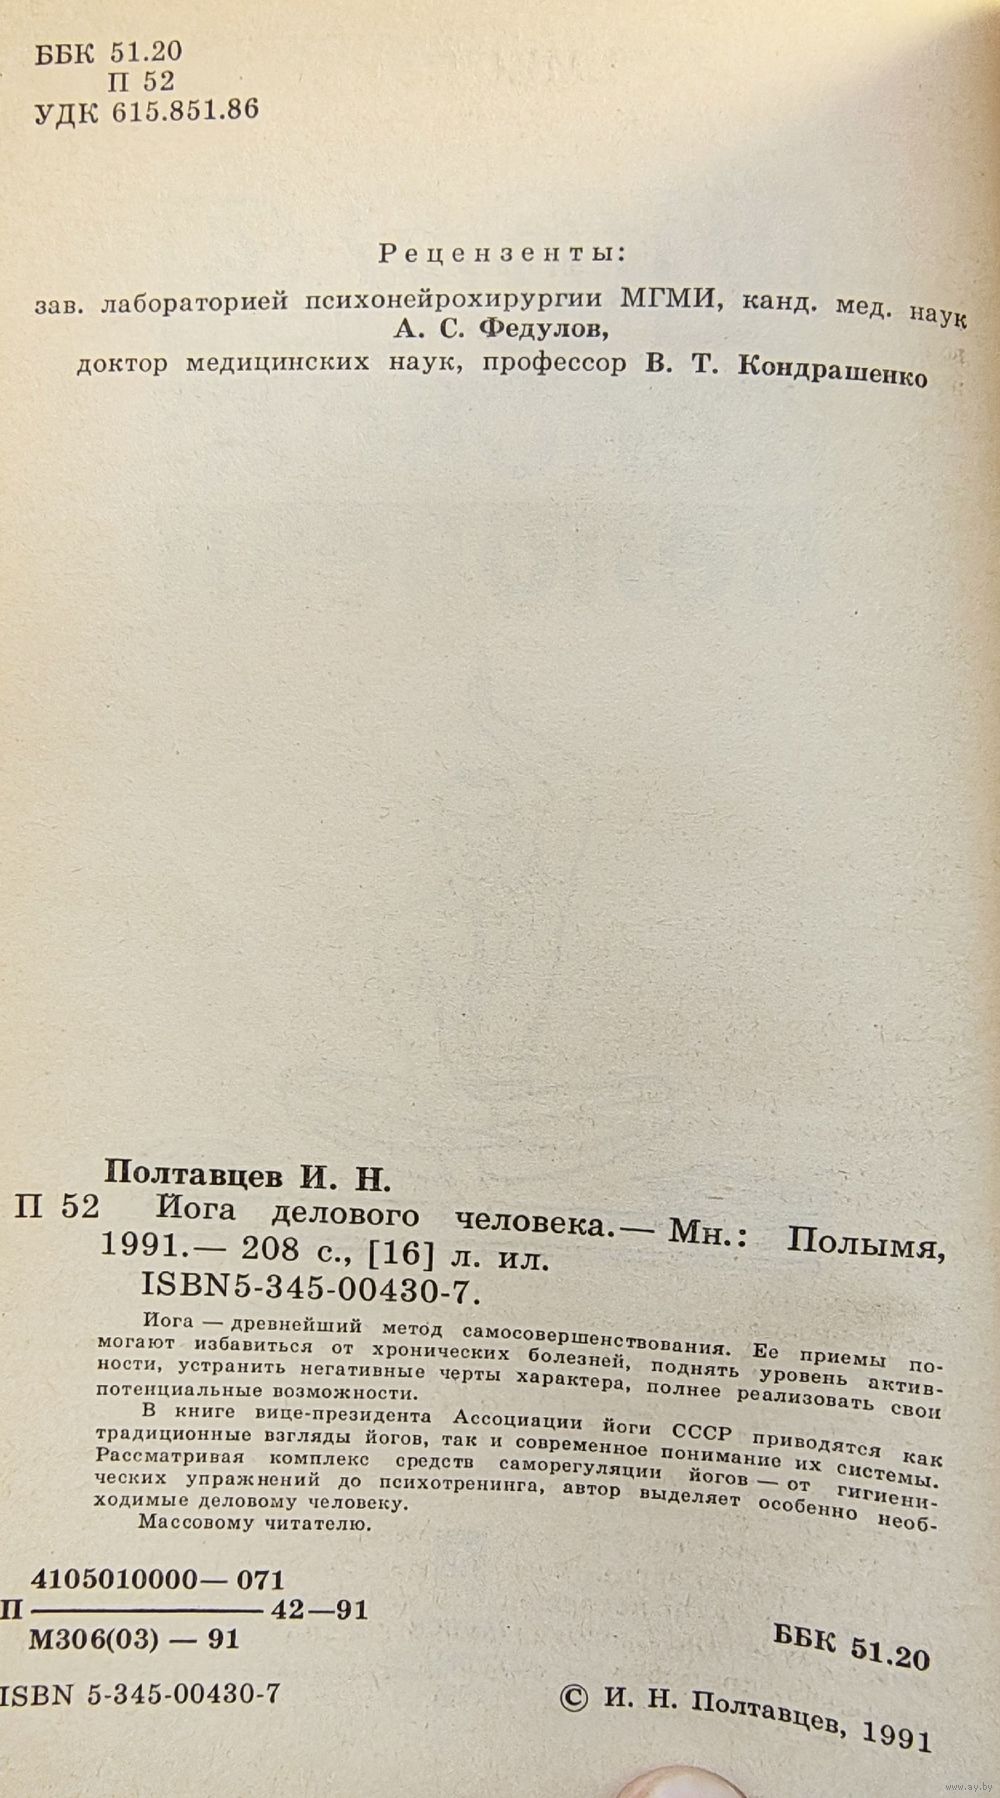 ББК 51.20
П 52
УДК 615.851.86
Рецензенты:
зав. лабораторией психонейрохирургии МГМИ, канд. мед. наук
А. С. Федулов,
доктор медицинских наук, профессор В. Т. Кондрашенко
Полтавцев И. Н.
П 52 Йога делового человека.— Мн.: Полымя,
1991.— 208 с., [16] л. ил.
ISBN5-345-00430-7.
Йога — древнейший метод самосовершенствования. Ее приемы по-
могают избавиться от хронических болезней, поднять уровень актив-
ности, устранить негативные черты характера, полнее реализовать свои
потенциальные возможности.
В книге вице-президента Ассоциации йоги СССР приводятся как
традиционные взгляды йогов, так и современное понимание их системы.
Рассматривая комплекс средств саморегуляции йогов — от гигиени-
ческих упражнений до психотренинга, автор выделяет особенно необ-
ходимые деловому человеку.
Массовому читателю.
4105010000— 071
П ———— 42—91
М306(03) — 91
ББК 51.20
ISBN 5-345-00430-7
© И. Н. Полтавцев, 1991
www.ay.by